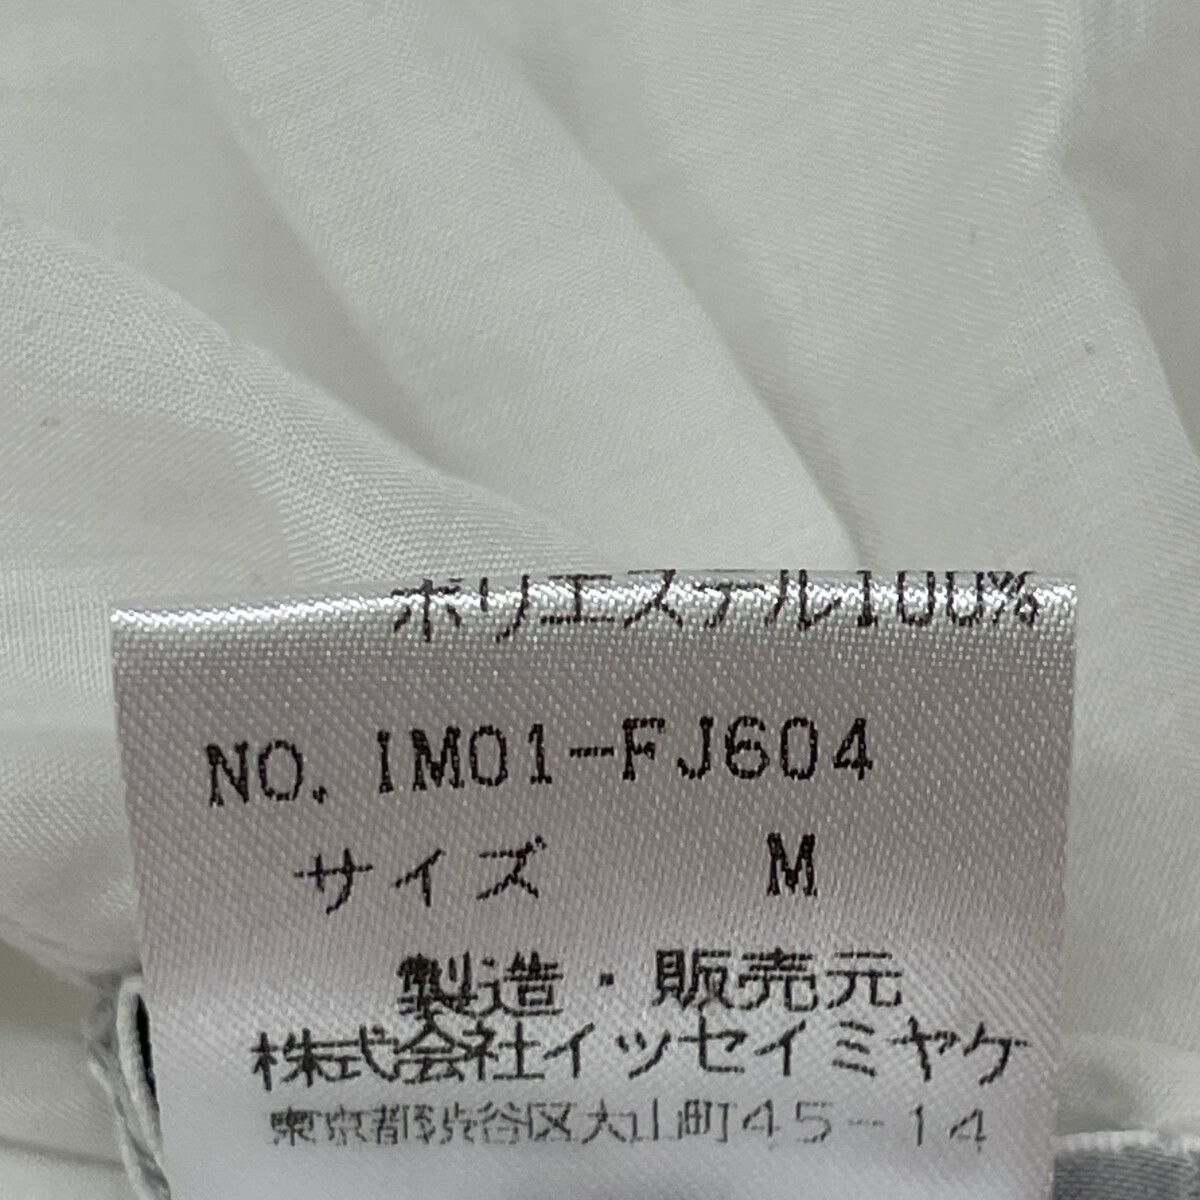 ポリエステル100%
NO. IM01-FJ604
サイズ M
製造・販売元
株式会社イッセイミヤケ
東京都渋谷区大山町45-14